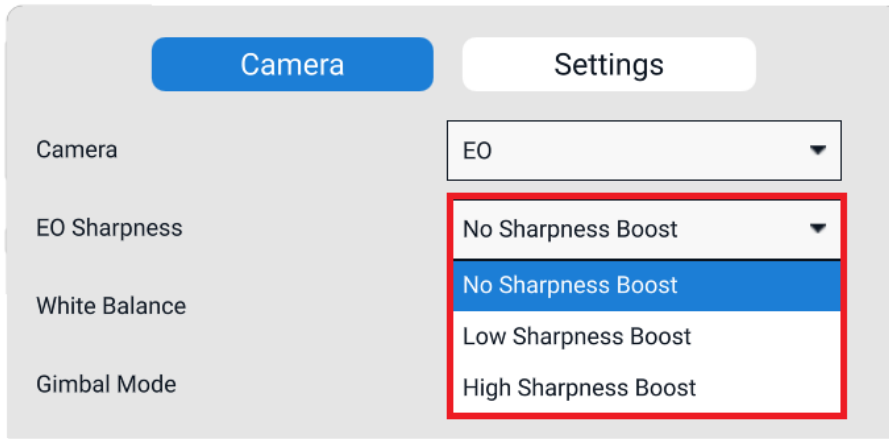 Camera Settings
Camera EO
EO Sharpness No Sharpness Boost
No Sharpness Boost
White Balance
Low Sharpness Boost
Gimbal Mode High Sharpness Boost